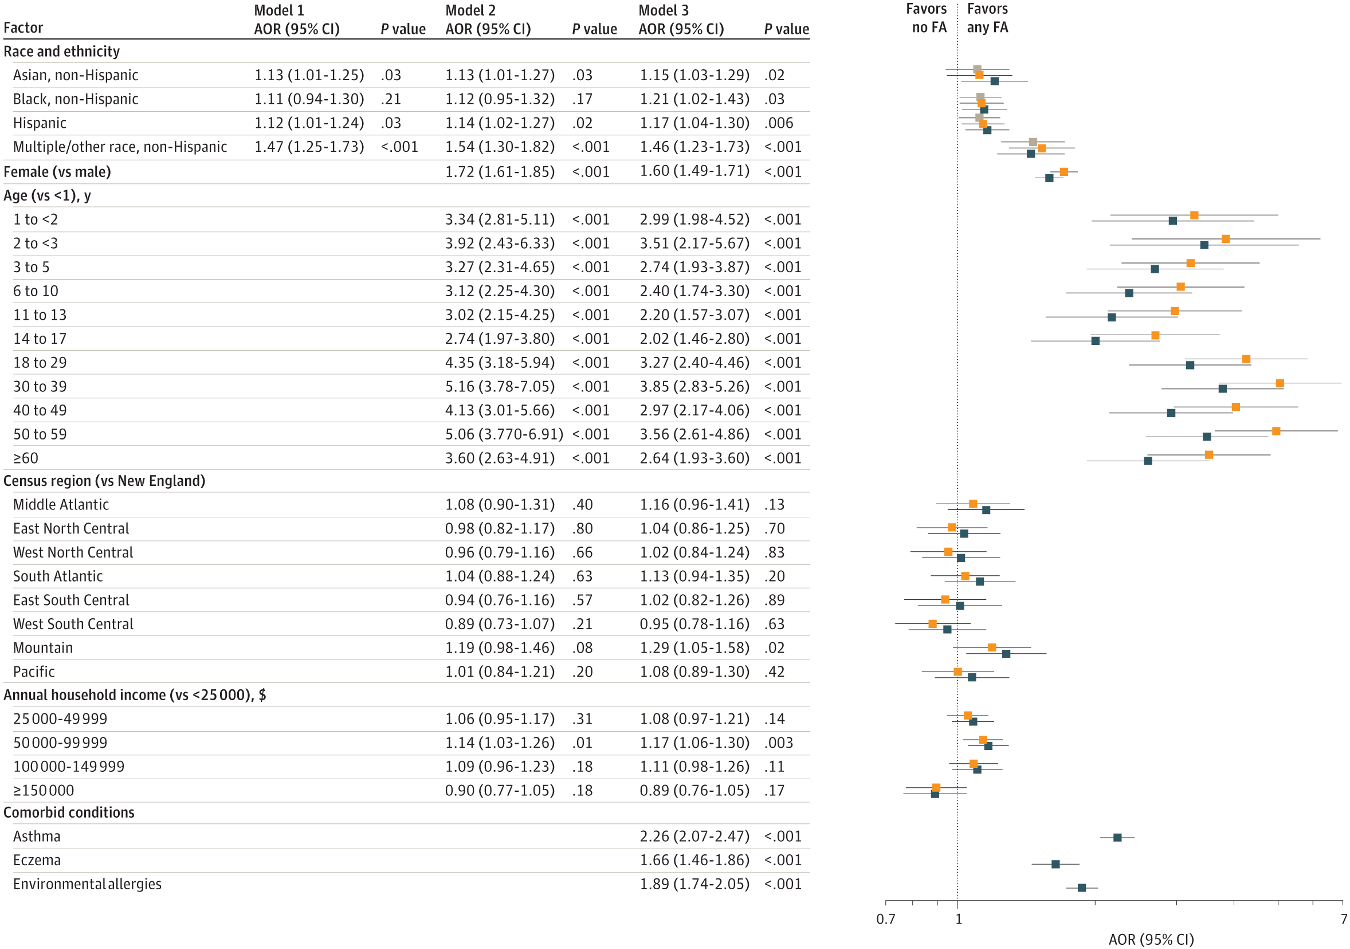 Model 1 Model 2 Model 3 Favors Favors
Factor AOR (95% CI) P value AOR (95% CI) P value AOR (95% CI) P value no FA any FA
Race and ethnicity
Asian, non-Hispanic 1.13 (1.01-1.25) .03 1.13 (1.01-1.27) .03 1.15 (1.03-1.29) .02
Black, non-Hispanic 1.11 (0.94-1.30) .21 1.12 (0.95-1.32) .17 1.21 (1.02-1.43) .03
Hispanic 1.12 (1.01-1.24) .03 1.14 (1.02-1.27) .02 1.17 (1.04-1.30) .006
Multiple/other race, non-Hispanic 1.47 (1.25-1.73) <.001 1.54 (1.30-1.82) <.001 1.46 (1.23-1.73) <.001
Female (vs male) 1.72 (1.61-1.85) <.001 1.60 (1.49-1.71) <.001
Age (vs <1), y
1 to <2 3.34 (2.81-5.11) <.001 2.99 (1.98-4.52) <.001
2 to <3 3.92 (2.43-6.33) <.001 3.51 (2.17-5.67) <.001
3 to 5 3.27 (2.31-4.65) <.001 2.74 (1.93-3.87) <.001
6 to 10 3.12 (2.25-4.30) <.001 2.40 (1.74-3.30) <.001
11 to 13 3.02 (2.15-4.25) <.001 2.20 (1.57-3.07) <.001
14 to 17 2.74 (1.97-3.80) <.001 2.02 (1.46-2.80) <.001
18 to 29 4.35 (3.18-5.94) <.001 3.27 (2.40-4.46) <.001
30 to 39 5.16 (3.78-7.05) <.001 3.85 (2.83-5.26) <.001
40 to 49 4.13 (3.01-5.66) <.001 2.97 (2.17-4.06) <.001
50 to 59 5.06 (3.770-6.91) <.001 3.56 (2.61-4.86) <.001
≥60 3.60 (2.63-4.91) <.001 2.64 (1.93-3.60) <.001
Census region (vs New England)
Middle Atlantic 1.08 (0.90-1.31) .40 1.16 (0.96-1.41) .13
East North Central 0.98 (0.82-1.17) .80 1.04 (0.86-1.25) .70
West North Central 0.96 (0.79-1.16) .66 1.02 (0.84-1.24) .83
South Atlantic 1.04 (0.88-1.24) .63 1.13 (0.94-1.35) .20
East South Central 0.94 (0.76-1.16) .57 1.02 (0.82-1.26) .89
West South Central 0.89 (0.73-1.07) .21 0.95 (0.78-1.16) .63
Mountain 1.19 (0.98-1.46) .08 1.29 (1.05-1.58) .02
Pacific 1.01 (0.84-1.21) .20 1.08 (0.89-1.30) .42
Annual household income (vs <25 000), $
25 000-49 999 1.06 (0.95-1.17) .31 1.08 (0.97-1.21) .14
50 000-99 999 1.14 (1.03-1.26) .01 1.17 (1.06-1.30) .003
100 000-149 999 1.09 (0.96-1.23) .18 1.11 (0.98-1.26) .11
≥150 000 0.90 (0.77-1.05) .18 0.89 (0.76-1.05) .17
Comorbid conditions
Asthma 2.26 (2.07-2.47) <.001
Eczema 1.66 (1.46-1.86) <.001
Environmental allergies 1.89 (1.74-2.05) <.001
0.7 1 7
AOR (95% CI)